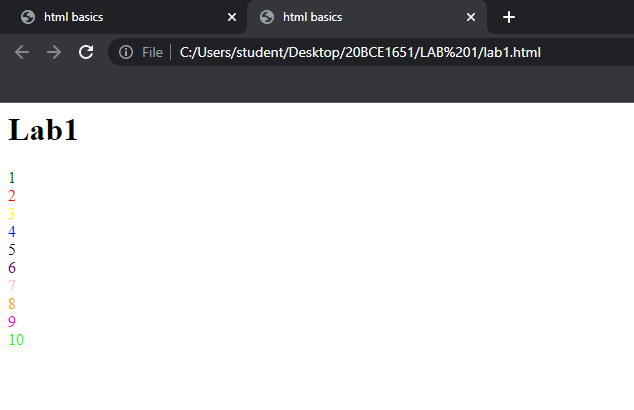 html basics
html basics
File | C:/Users/student/Desktop/20BCE1651/LAB%201/lab1.html
Lab1
1
2
3
4
5
6
7
8
9
10